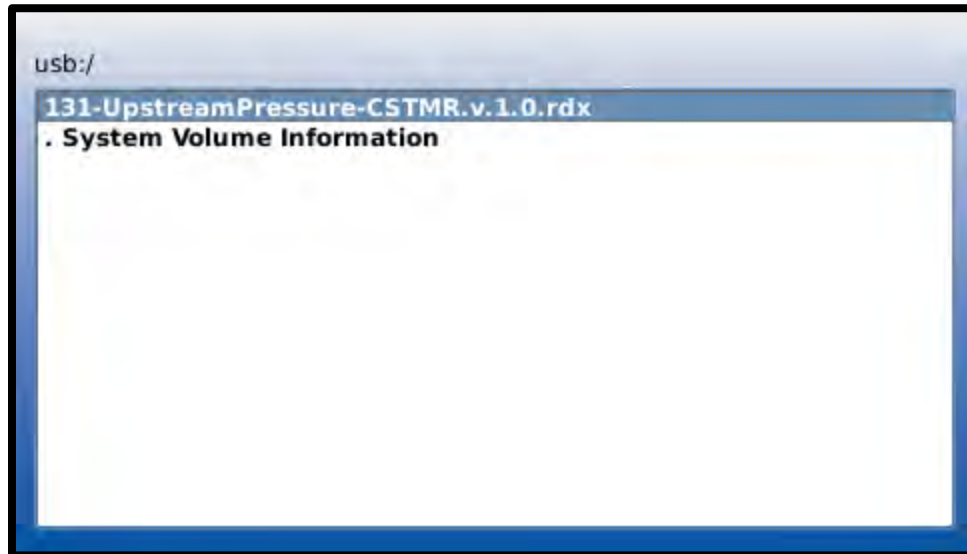 usb:/
131-UpstreamPressure-CSTMR.v.1.0.rdx
. System Volume Information